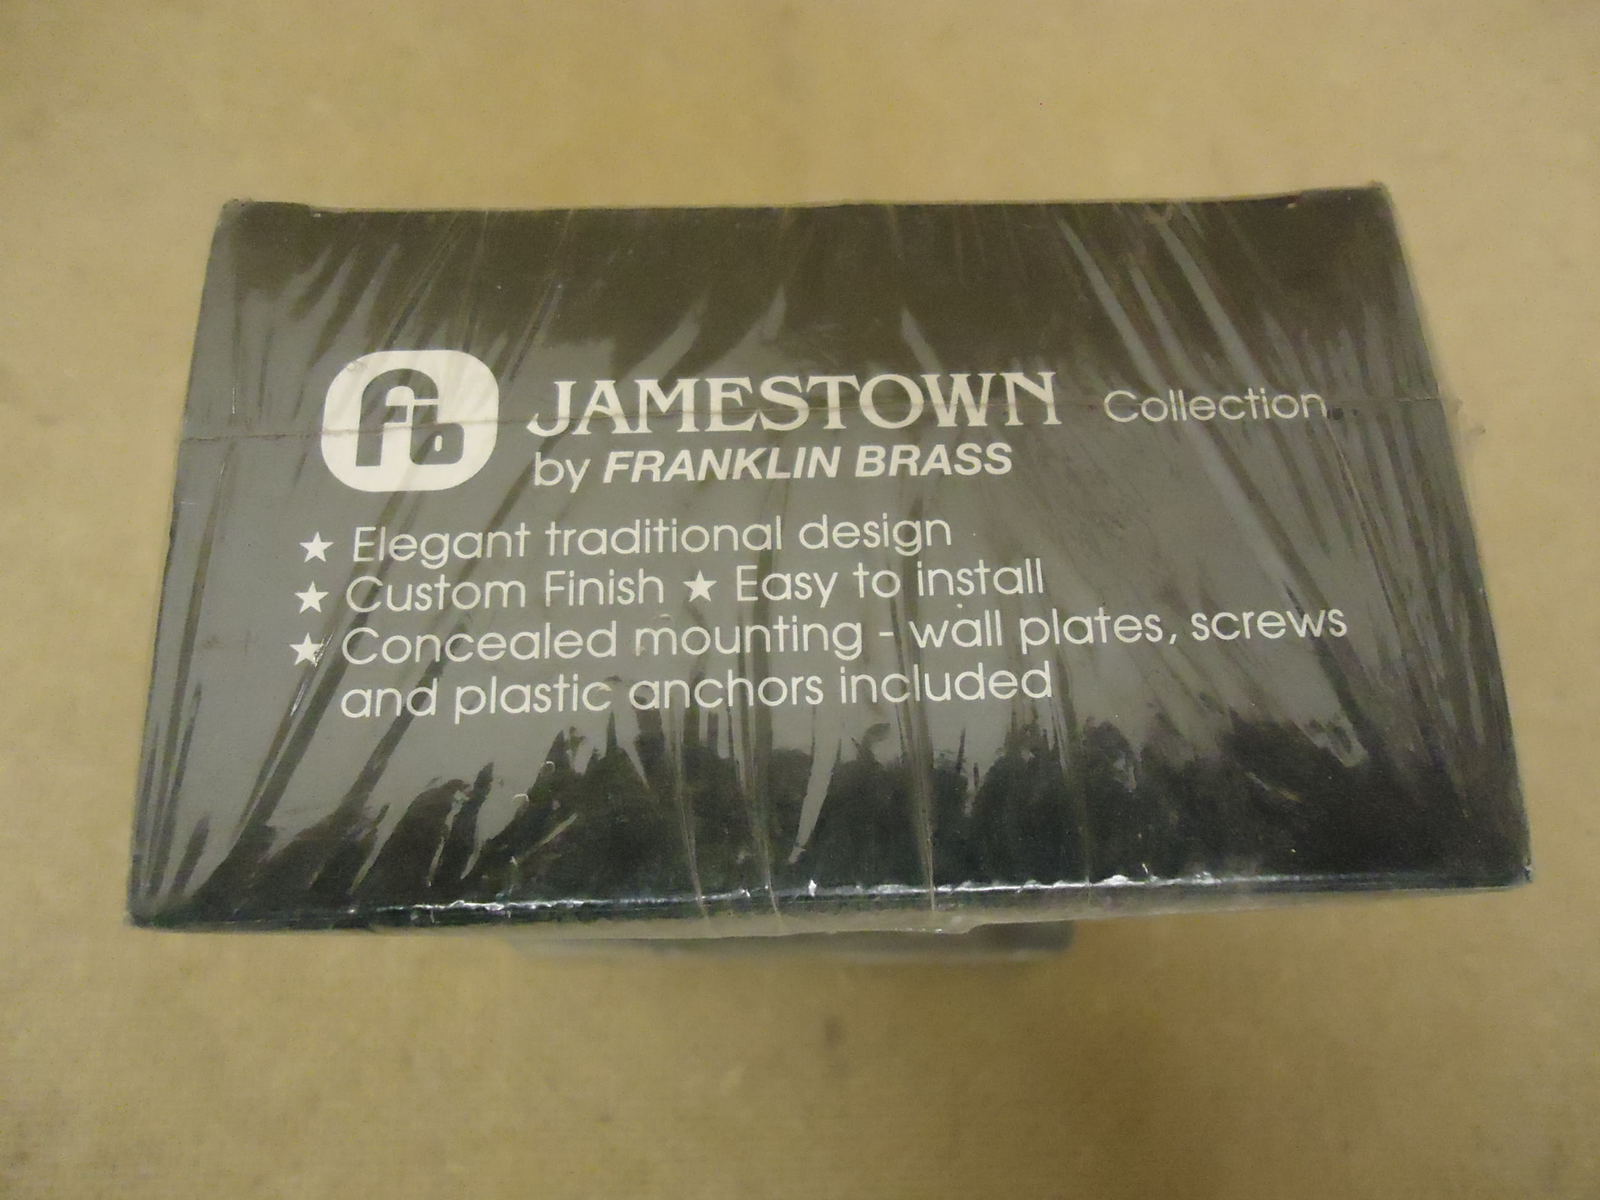 fb
JAMESTOWN Collection
by FRANKLIN BRASS
★ Elegant traditional design
★ Custom Finish ★ Easy to install
★ Concealed mounting - wall plates, screws
and plastic anchors included